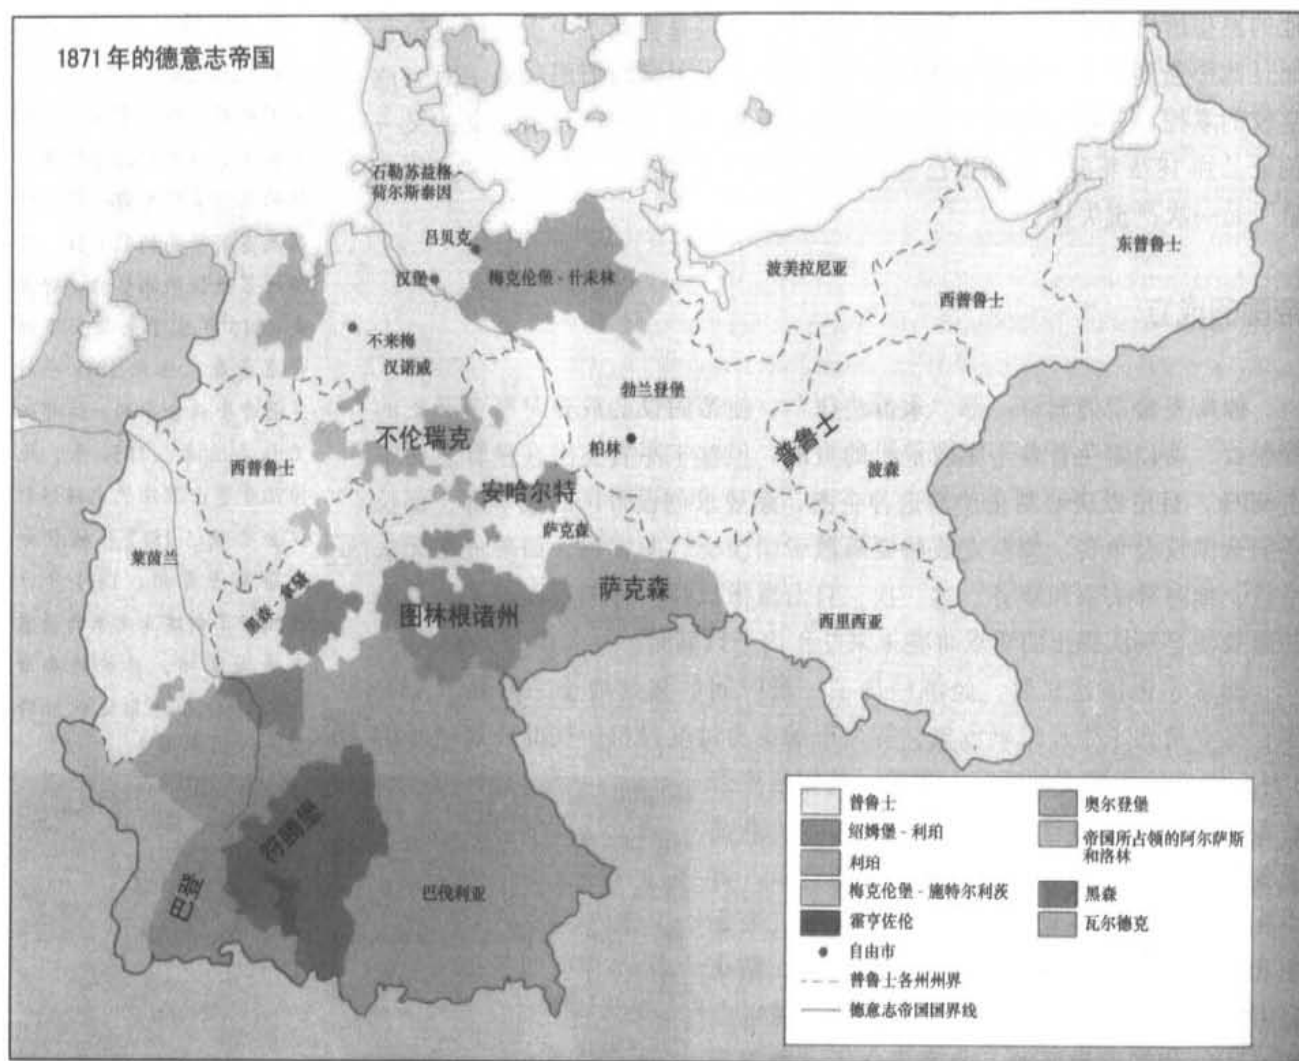 1871年的德意志帝国
石勒苏益格-
荷尔斯泰因
吕贝克
汉堡
梅克伦堡-什未林
波美拉尼亚
东普鲁士
西普鲁士
不来梅
汉诺威
勃兰登堡
柏林
普鲁士
波森
不伦瑞克
西普鲁士
安哈尔特
萨克森
莱茵兰
黑森-拿骚
图林根诸州
萨克森
西里西亚
符腾堡
巴登
巴伐利亚
普鲁士
绍姆堡-利珀
利珀
梅克伦堡-施特尔利茨
霍亨佐伦
自由市
普鲁士各州州界
德意志帝国国界线
奥尔登堡
帝国所占领的阿尔萨斯
和洛林
黑森
瓦尔德克